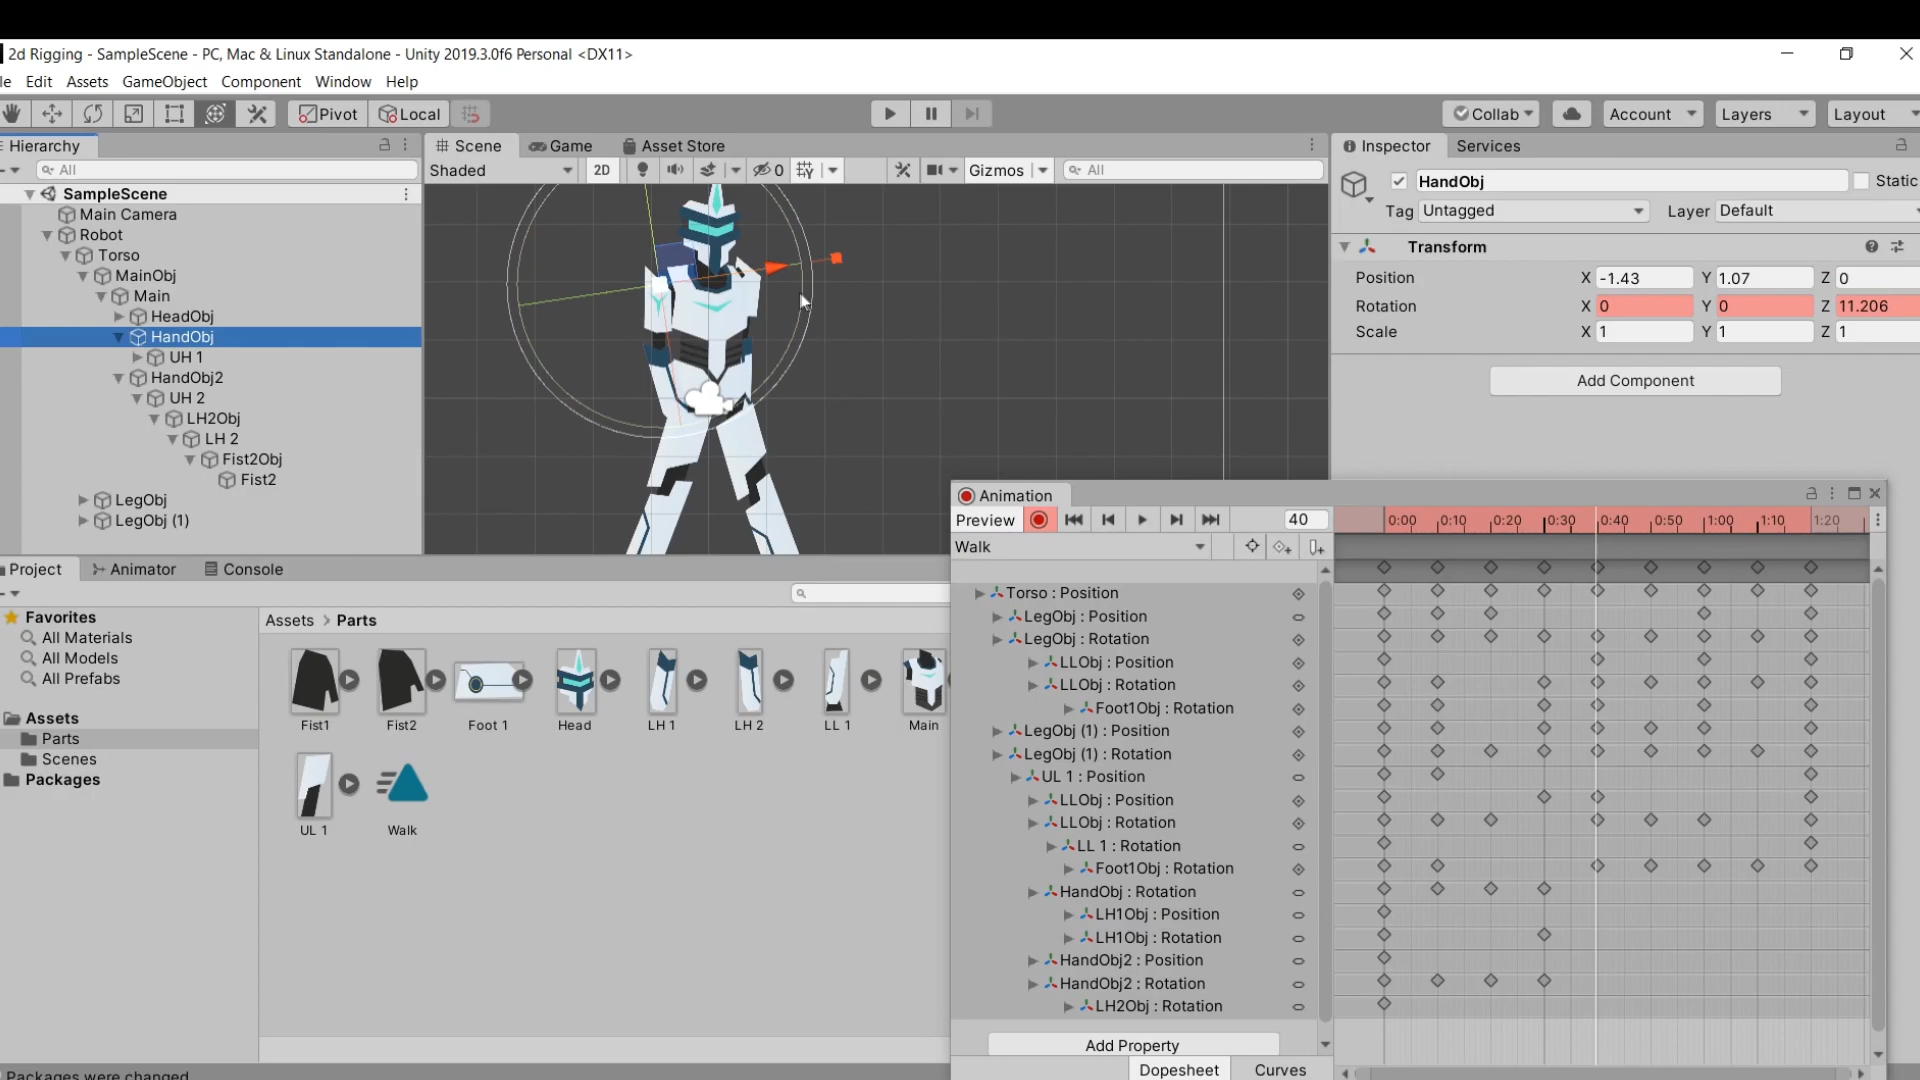 2d Rigging - SampleScene - PC, Mac & Linux Standalone - Unity 2019.3.0f6 Personal <DX11>
le Edit Assets GameObject Component Window Help
Pivot Local Collab Account Layers Layout
Hierarchy
All
SampleScene
Main Camera
Robot
Torso
MainObj
Main
HeadObj
HandObj
UH 1
HandObj2
UH 2
LH2Obj
LH 2
Fist2Obj
Fist2
LegObj
LegObj (1)
Scene Game Asset Store
Shaded 2D 0 Gizmos All
Inspector Services
HandObj Static
Tag Untagged Layer Default
Transform
Position X -1.43 Y 1.07 Z 0
Rotation X 0 Y 0 Z 11.206
Scale X 1 Y 1 Z 1
Add Component
Project Animator Console
Favorites
All Materials
All Models
All Prefabs
Assets
Parts
Scenes
Packages
Assets > Parts
Fist1 Fist2 Foot 1 Head LH 1 LH 2 LL 1 Main
UL 1 Walk
Animation
Preview 40 0:00 0:10 0:20 0:30 0:40 0:50 1:00 1:10 1:20
Walk
Torso : Position
LegObj : Position
LegObj : Rotation
LLObj : Position
LLObj : Rotation
Foot1Obj : Rotation
LegObj (1) : Position
LegObj (1) : Rotation
UL 1 : Position
LLObj : Position
LLObj : Rotation
LL 1 : Rotation
Foot1Obj : Rotation
HandObj : Rotation
LH1Obj : Position
LH1Obj : Rotation
HandObj2 : Position
HandObj2 : Rotation
LH2Obj : Rotation
Add Property
Dopesheet Curves
Packages were changed